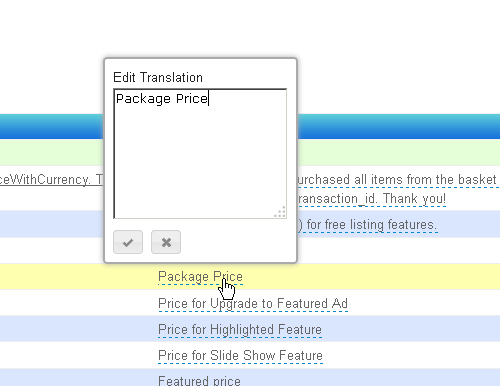 Edit Translation
Package Price
ceWithCurrency. T
urchased all items from the basket
ransaction_id. Thank you!
) for free listing features.
Package Price
Price for Upgrade to Featured Ad
Price for Highlighted Feature
Price for Slide Show Feature
Featured price